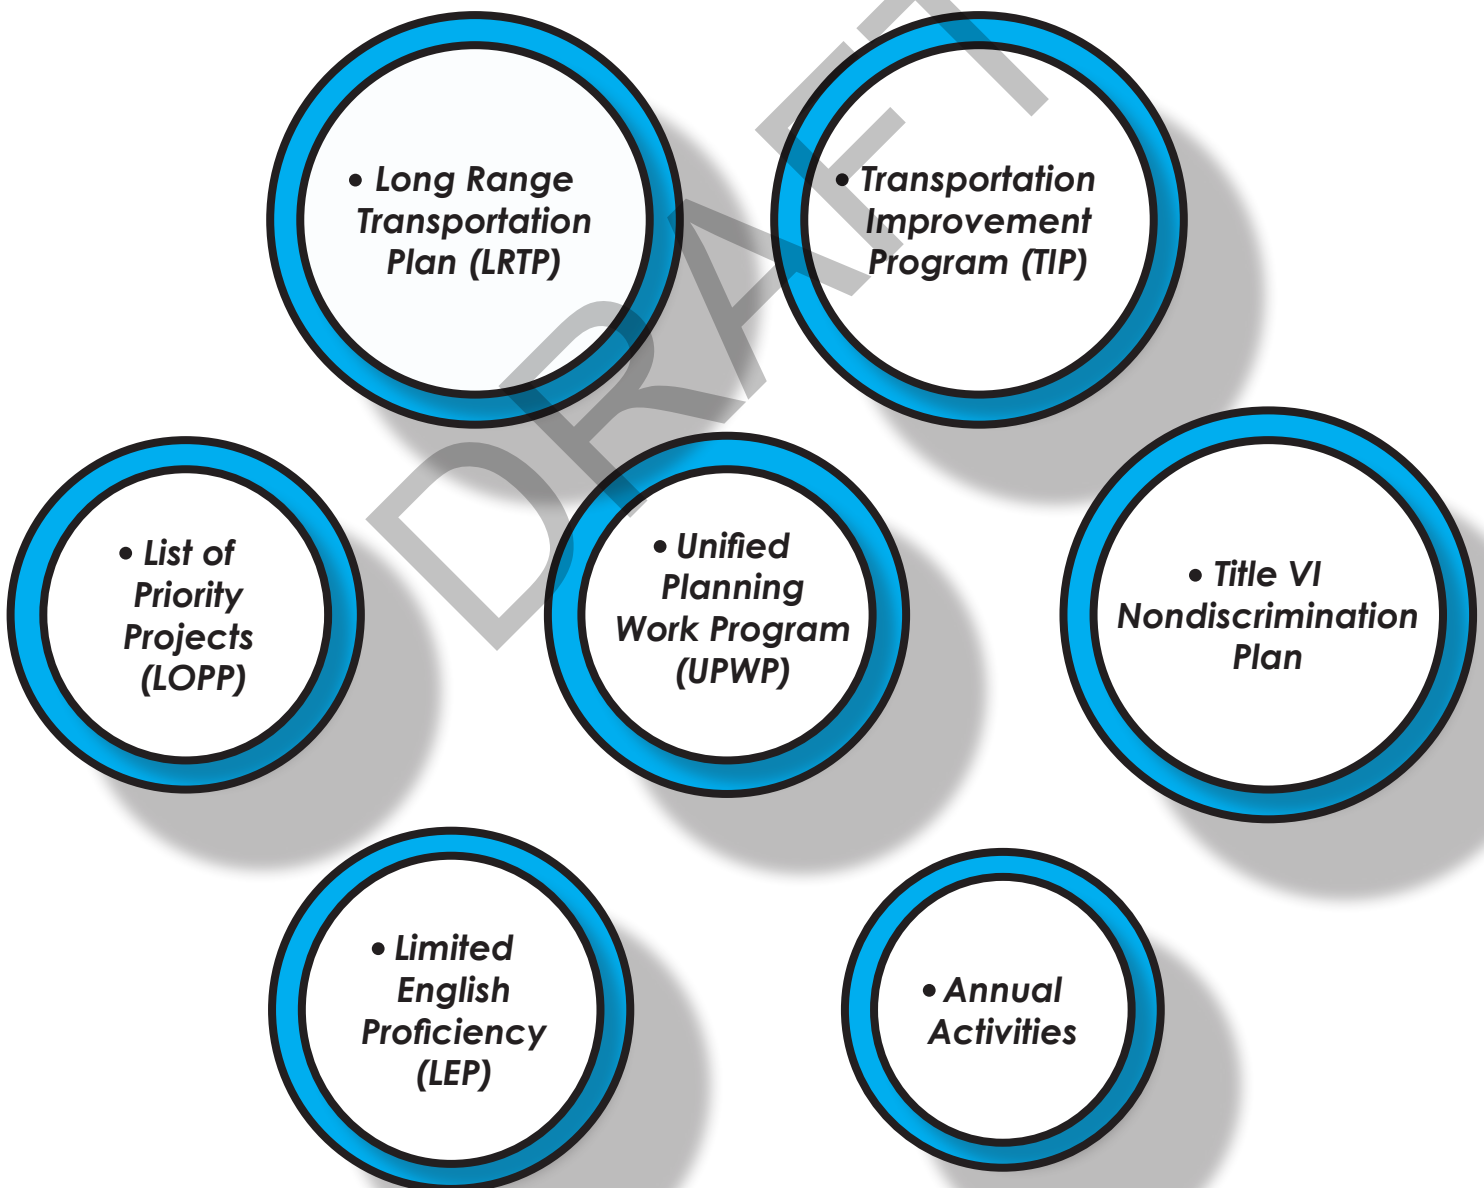 • Long Range
Transportation
Plan (LRTP)
• Transportation
Improvement
Program (TIP)
• List of
Priority
Projects
(LOPP)
• Unified
Planning
Work Program
(UPWP)
• Title VI
Nondiscrimination
Plan
• Limited
English
Proficiency
(LEP)
• Annual
Activities
DRAFT